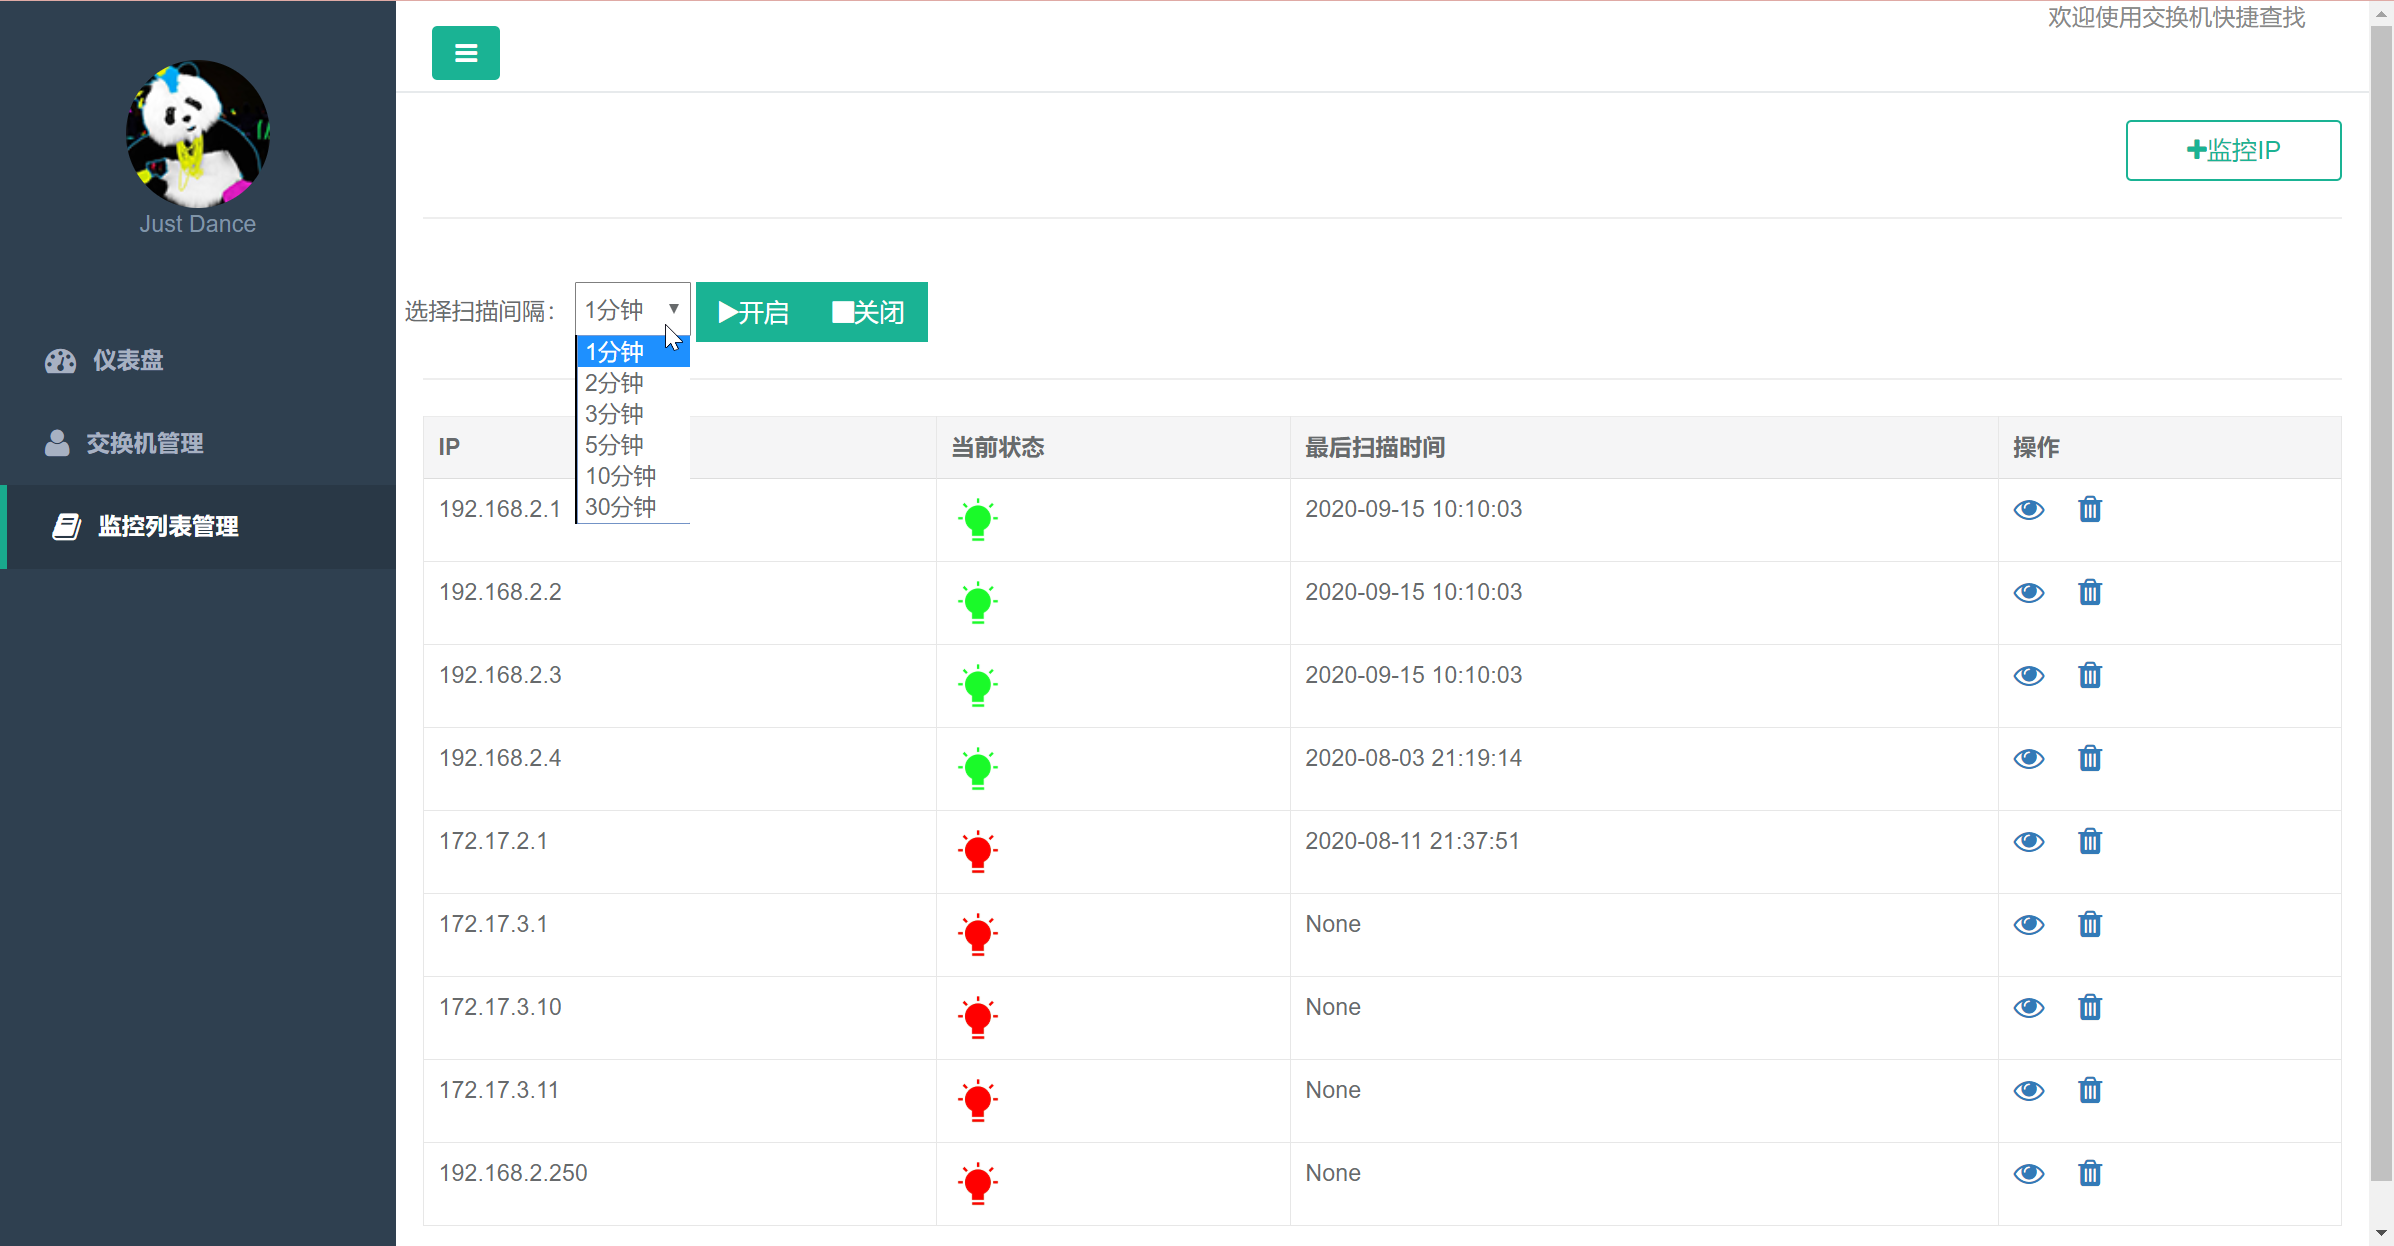 欢迎使用交换机快捷查找
Just Dance
仪表盘
交换机管理
监控列表管理
监控IP
选择扫描间隔：
1分钟
开启
关闭
1分钟
2分钟
3分钟
5分钟
10分钟
30分钟
IP 当前状态 最后扫描时间 操作
192.168.2.1 2020-09-15 10:10:03
192.168.2.2 2020-09-15 10:10:03
192.168.2.3 2020-09-15 10:10:03
192.168.2.4 2020-08-03 21:19:14
172.17.2.1 2020-08-11 21:37:51
172.17.3.1 None
172.17.3.10 None
172.17.3.11 None
192.168.2.250 None